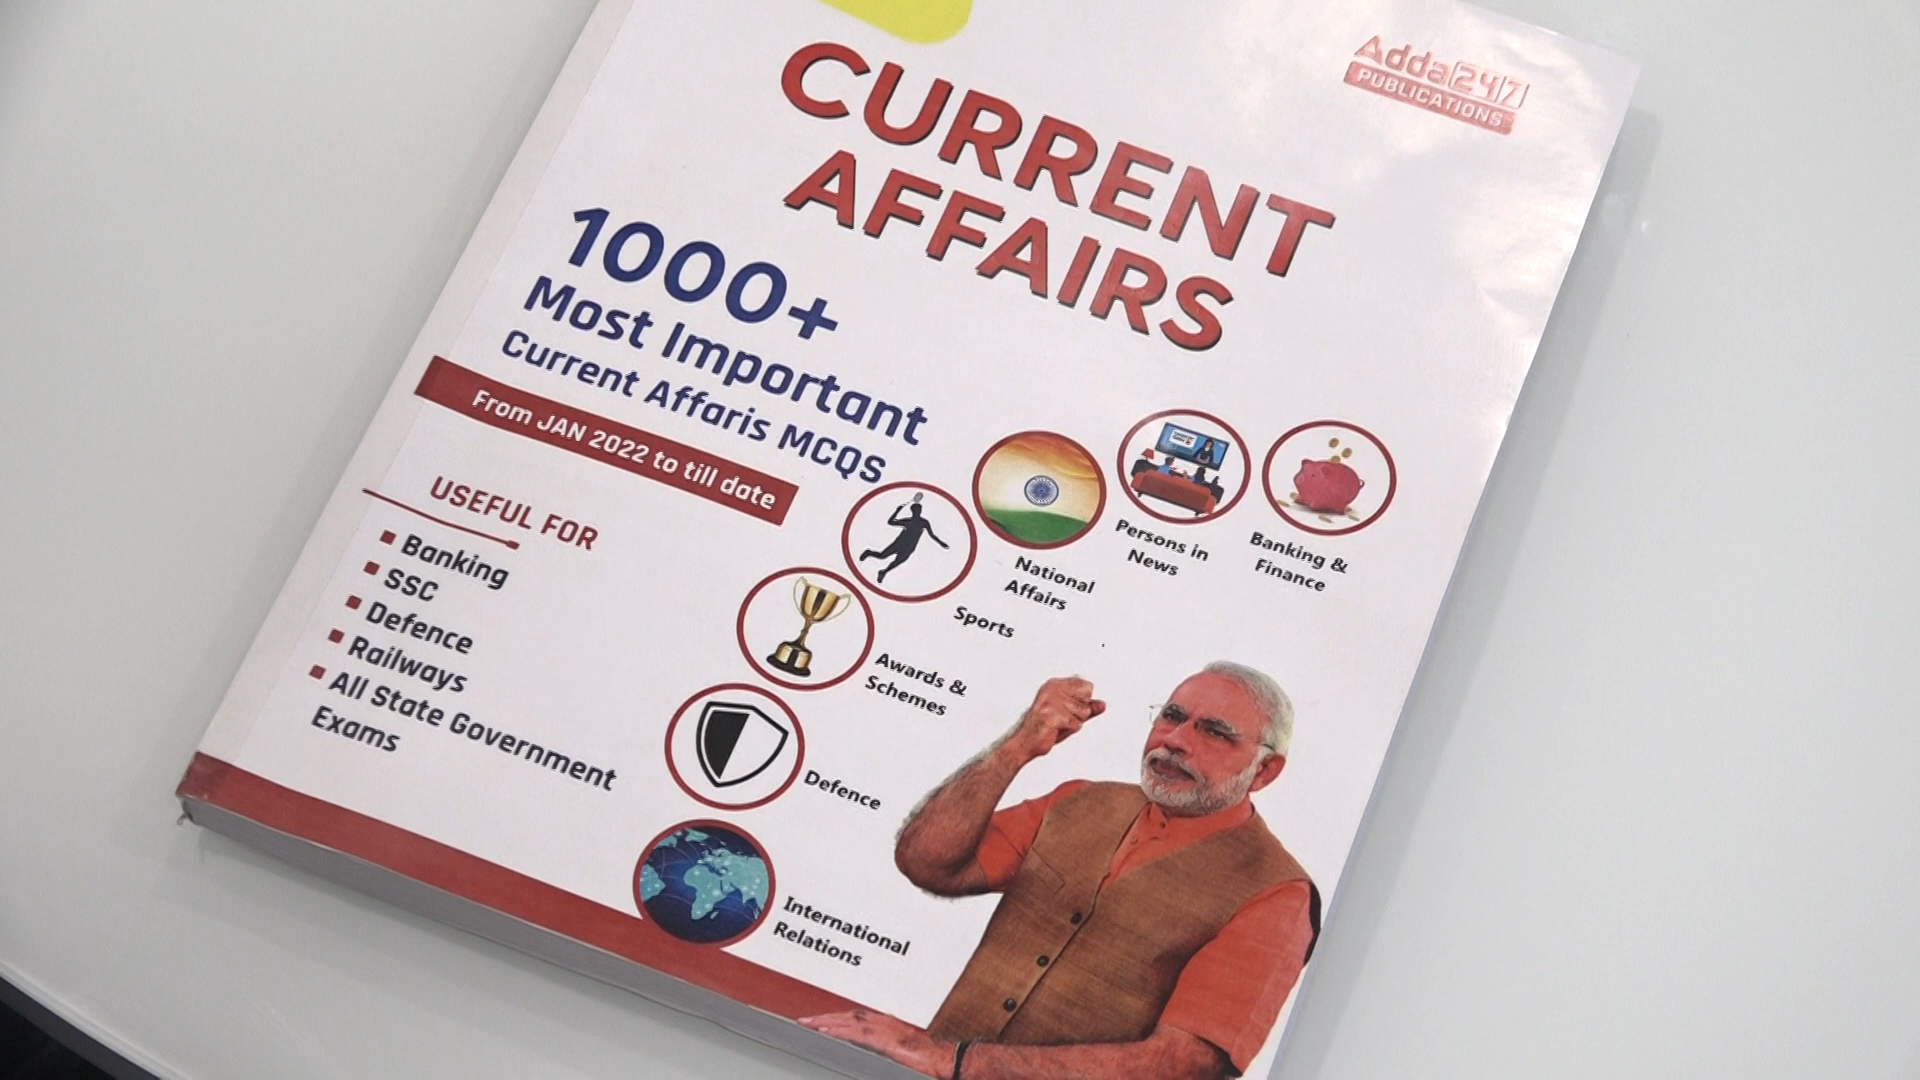 Adda247
PUBLICATIONS
CURRENT
AFFAIRS
1000+
Most Important
Current Affaris MCQS
From JAN 2022 to till date
USEFUL FOR
Banking
SSC
Defence
Railways
All State Government
Exams
Banking &
Finance
Persons in
News
National
Affairs
Sports
Awards &
Schemes
Defence
International
Relations